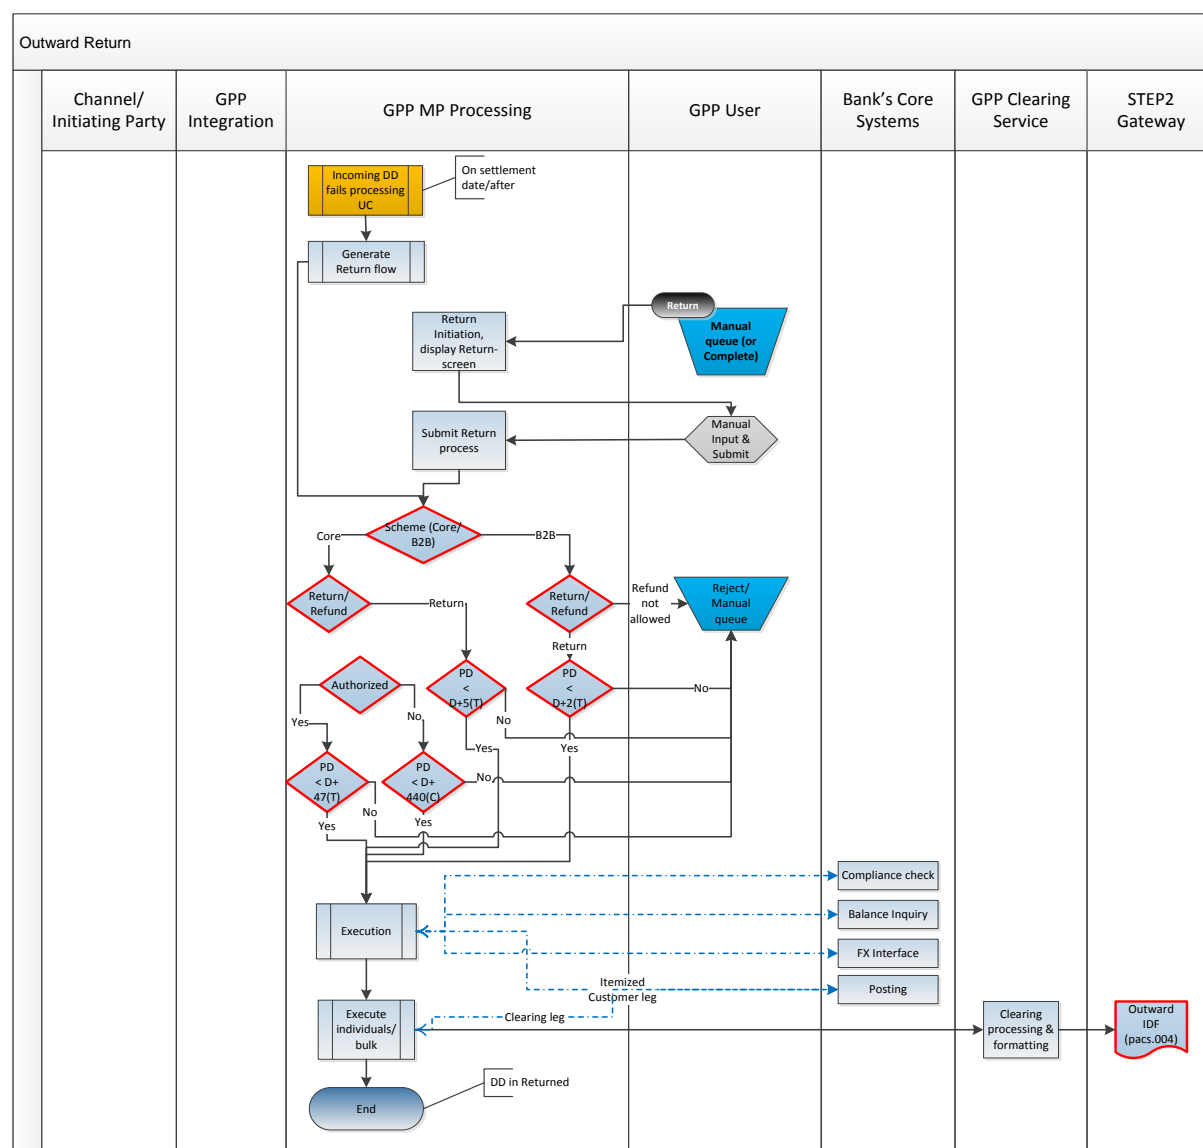 Outward Return
Channel/
Initiating Party
GPP
Integration
GPP MP Processing
GPP User
Bank's Core
Systems
GPP Clearing
Service
STEP2
Gateway
Incoming DD
fails processing
UC
On settlement
date/after
Generate
Return flow
Return
Manual
queue (or
Complete)
Return
Initiation,
display Return-
screen
Manual
Input &
Submit
Submit Return
process
Scheme (Core/
B2B)
Core
B2B
Return/
Refund
Return
Return/
Refund
Refund
not
allowed
Reject/
Manual
queue
Return
Authorized
PD
<
D+5(T)
PD
<
D+2(T)
No
Yes
No
No
Yes
Yes
PD
< D+
47(T)
PD
< D+
440(C)
No
No
Yes
Yes
Compliance check
Balance Inquiry
Execution
FX Interface
Itemized
Customer leg
Posting
Clearing leg
Execute
individuals/
bulk
Clearing
processing &
formatting
Outward
IDF
(pacs.004)
DD in Returned
End